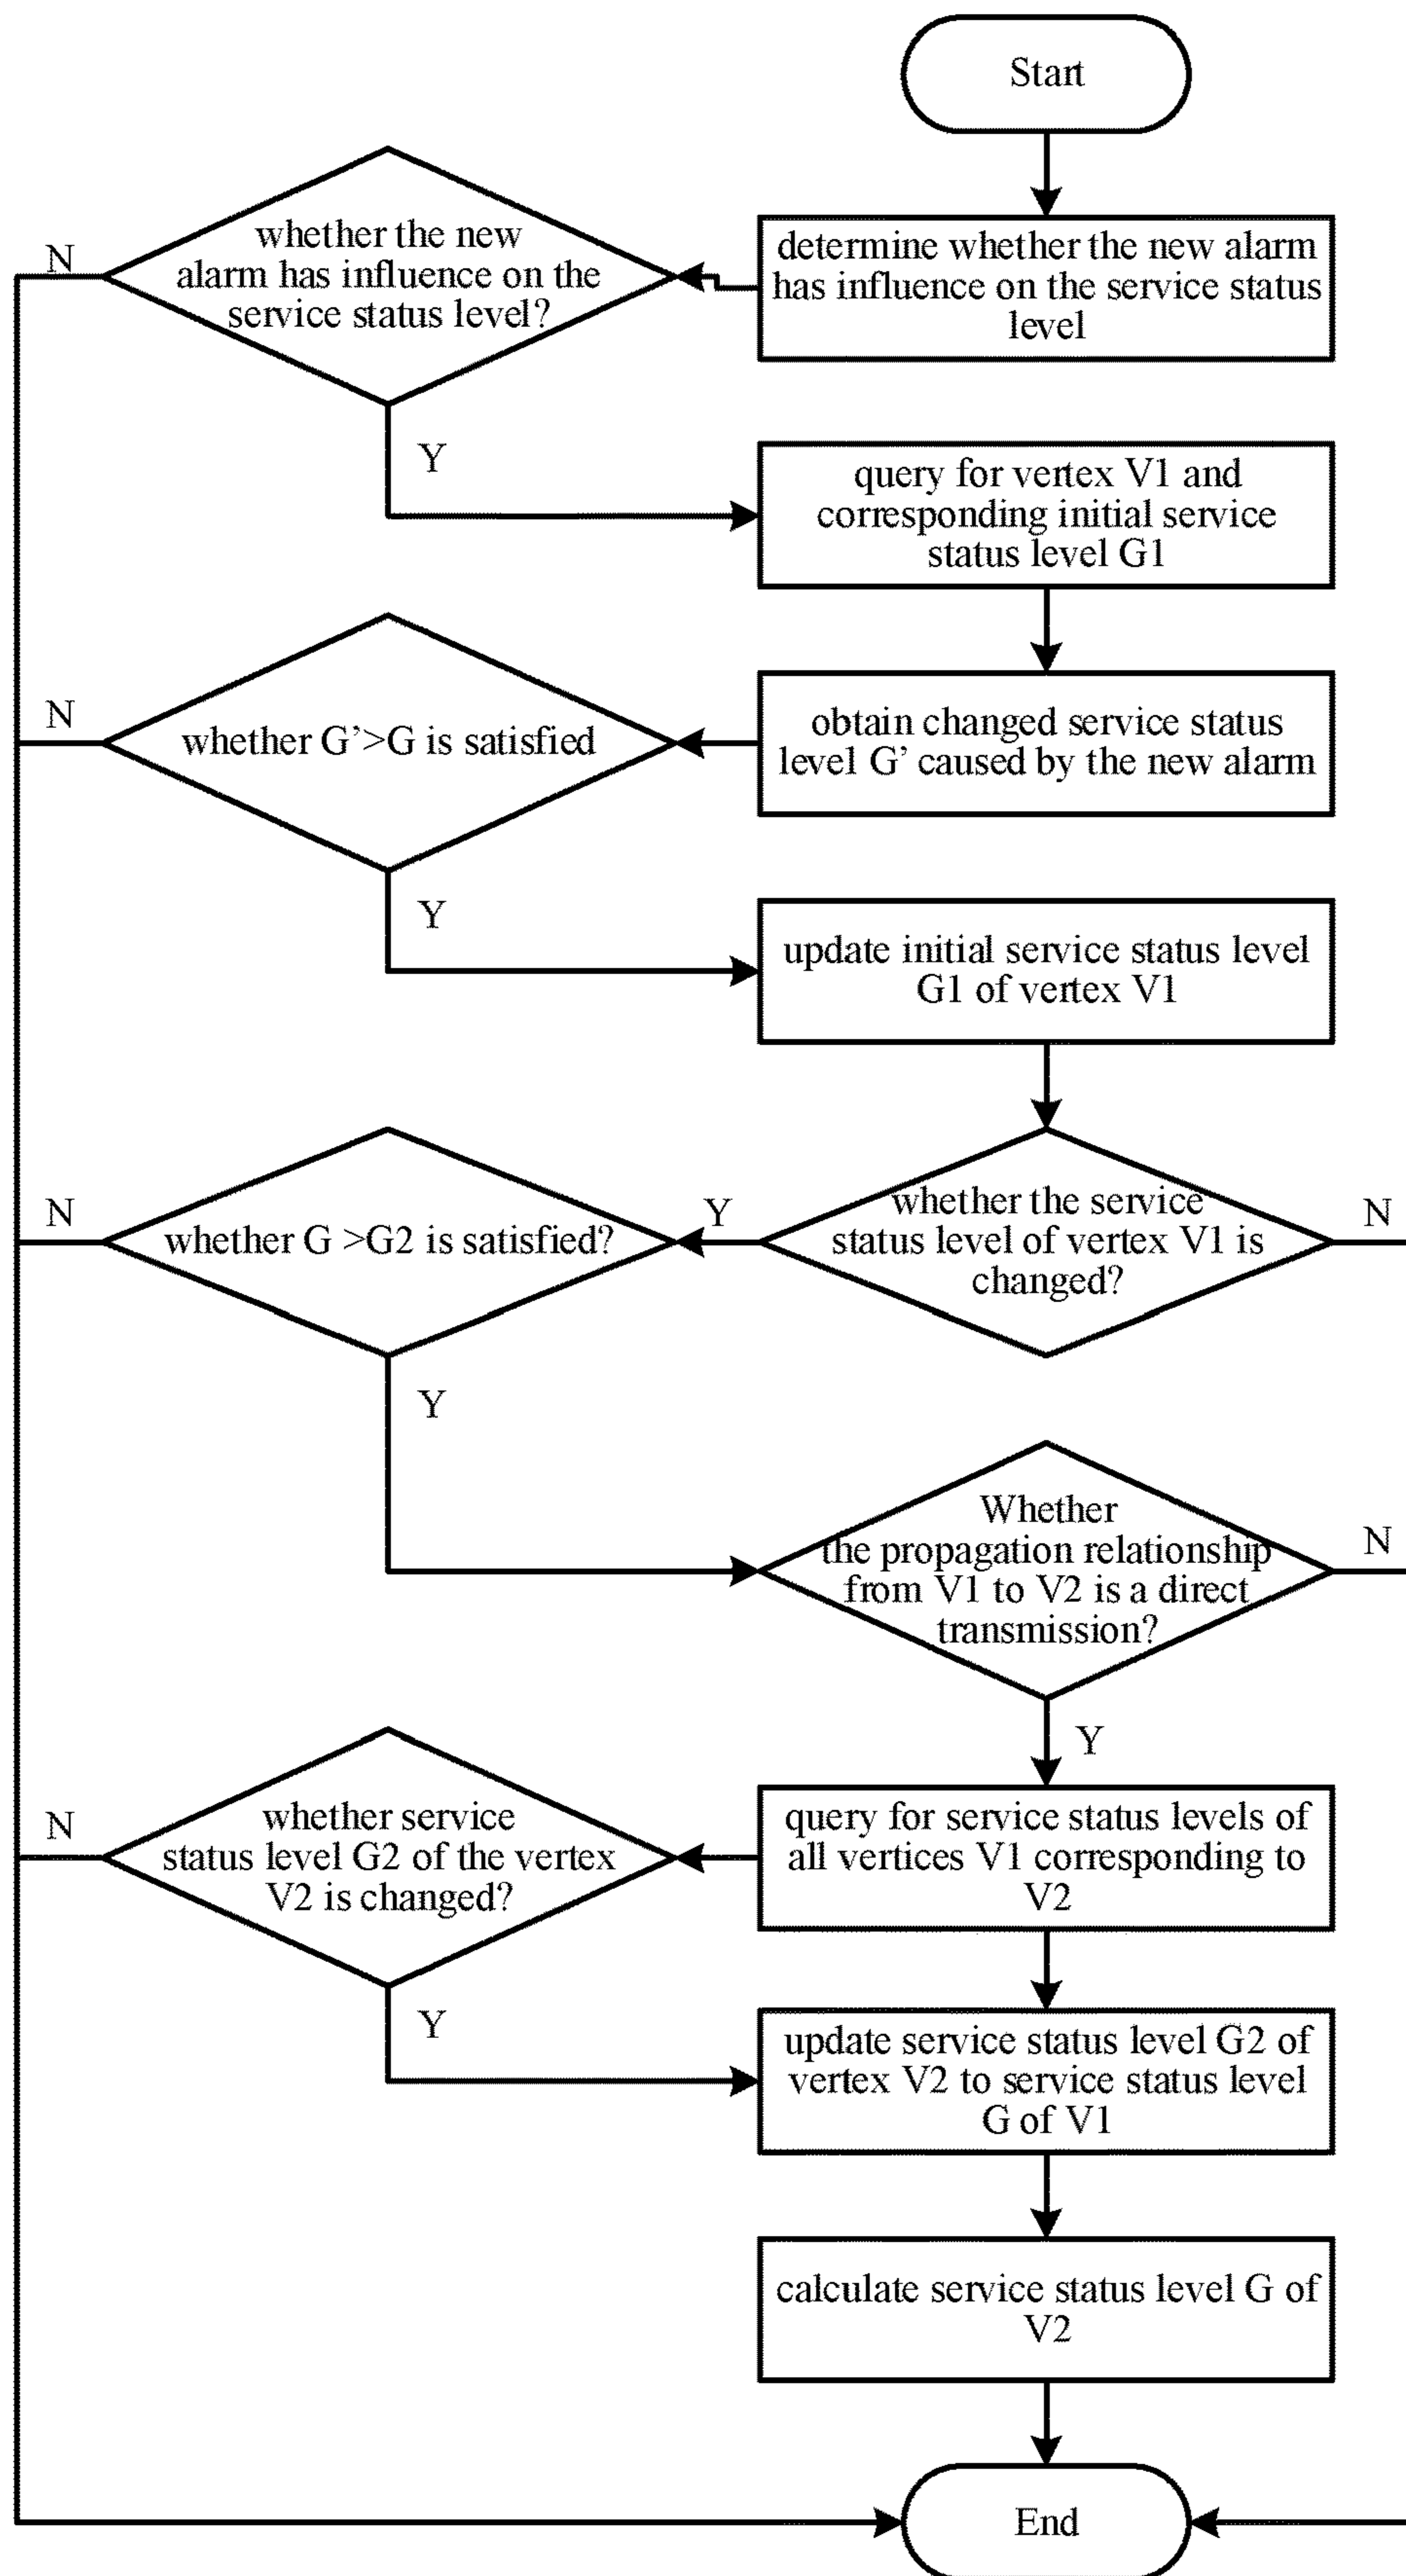 Start
determine whether the new alarm
has influence on the service status
level
whether the new
alarm has influence on the
service status level?
N
Y
query for vertex V1 and
corresponding initial service
status level G1
obtain changed service status
level G' caused by the new alarm
whether G’>G is satisfied
N
Y
update initial service status level
G1 of vertex V1
whether the service
status level of vertex V1 is
changed?
N
Y
whether G >G2 is satisfied?
N
Y
Whether
the propagation relationship
from V1 to V2 is a direct
transmission?
N
Y
query for service status levels of
all vertices V1 corresponding to
V2
whether service
status level G2 of the vertex
V2 is changed?
N
Y
update service status level G2 of
vertex V2 to service status level
G of V1
calculate service status level G of
V2
End